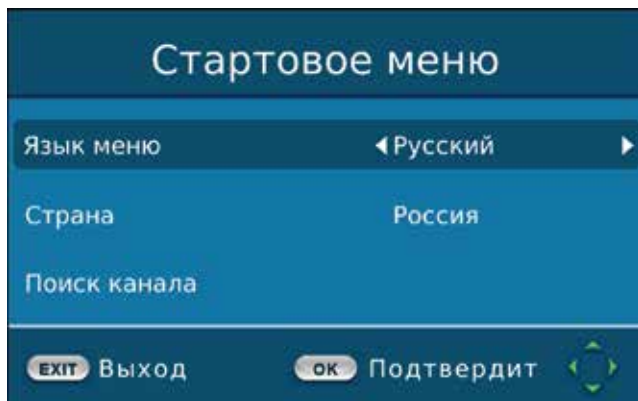 Стартовое меню
Язык меню Русский
Страна Россия
Поиск канала
EXIT Выход OK Подтвердит